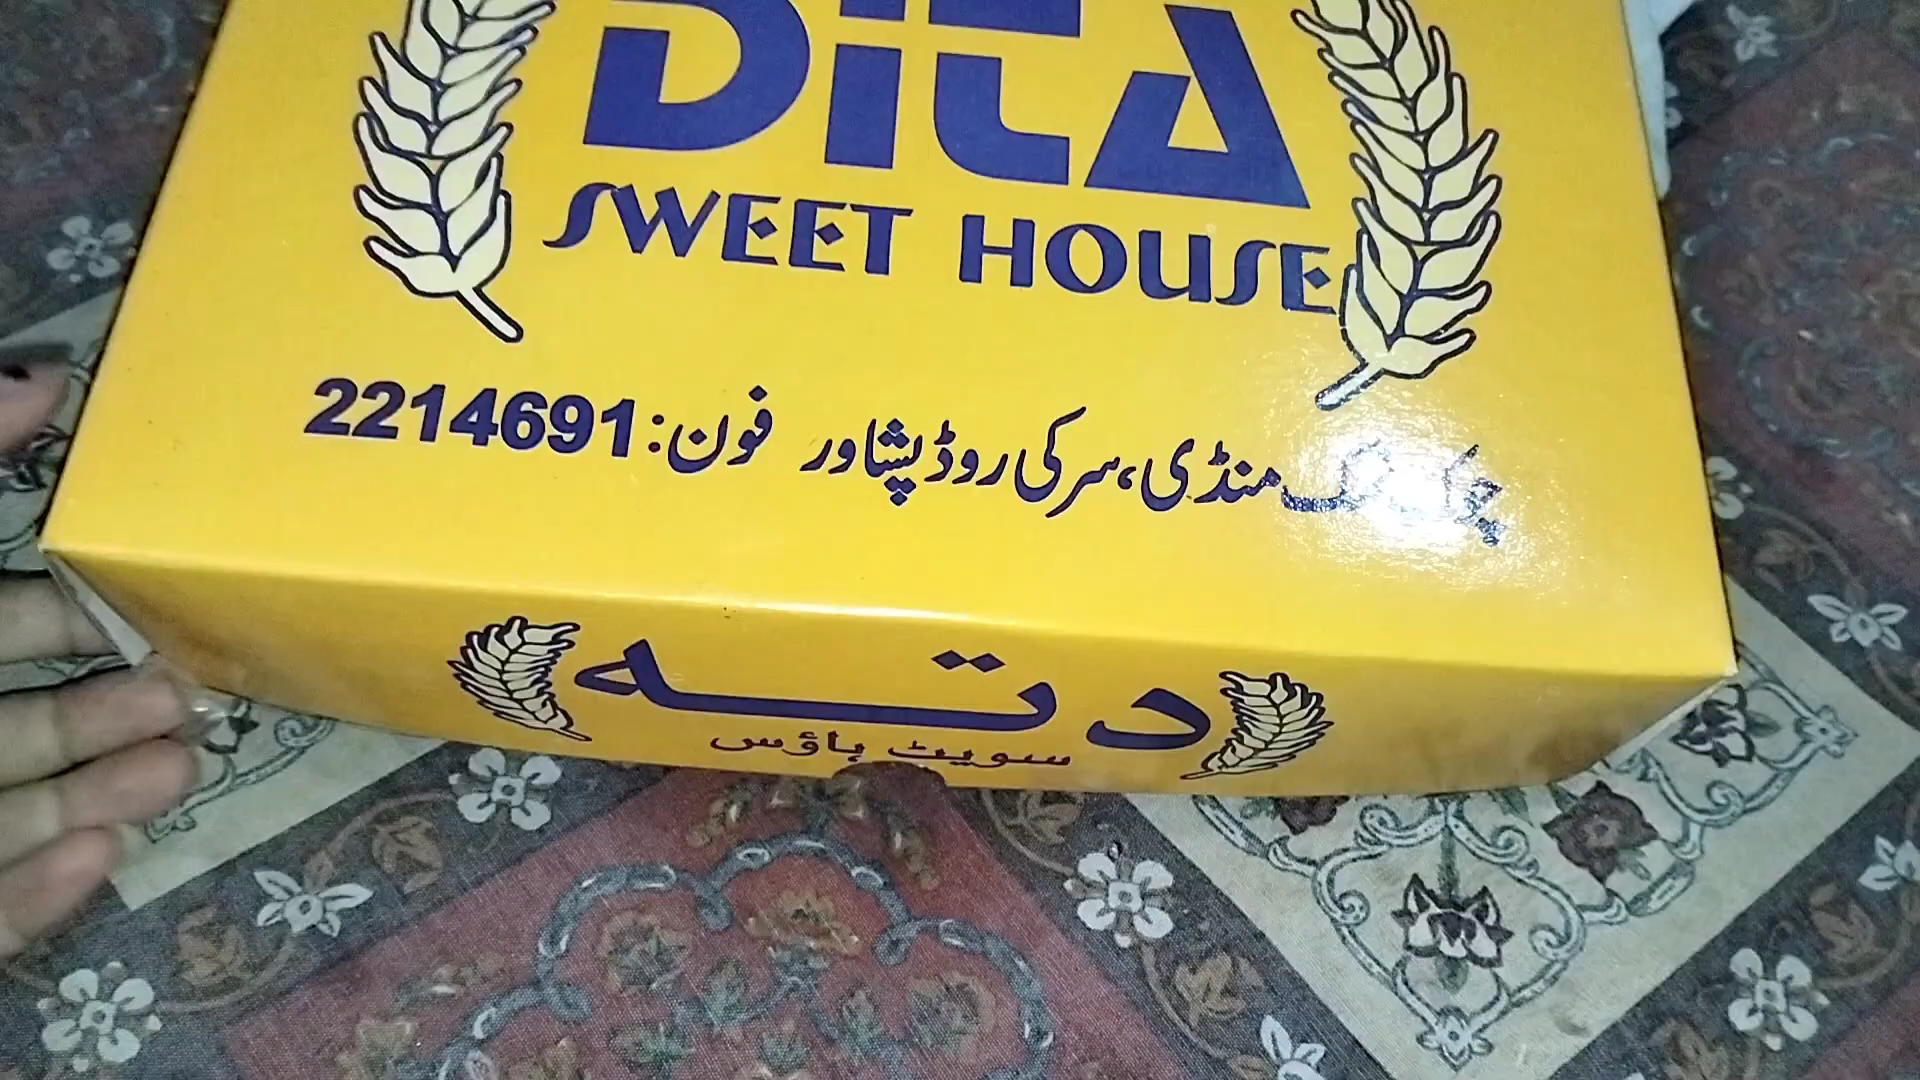 DiTA
SWEET HOUSE
منڈی، سرکی روڈ پشاور فون: 2214691
دتہ
سویٹ ہاؤس